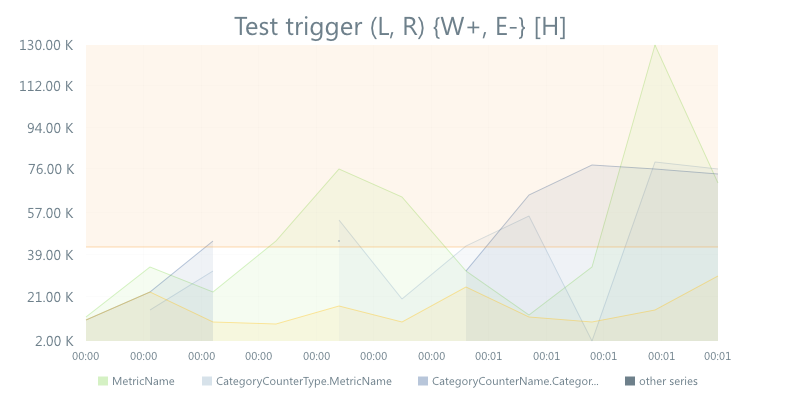 Test trigger (L, R) {W+, E-} [H]
130.00 K
112.00 K
94.00 K
76.00 K
57.00 K
39.00 K
21.00 K
2.00 K
00:00 00:00 00:00 00:00 00:00 00:00 00:00 00:01 00:01 00:01 00:01 00:01
MetricName CategoryCounterType.MetricName CategoryCounterName.Categor... other series